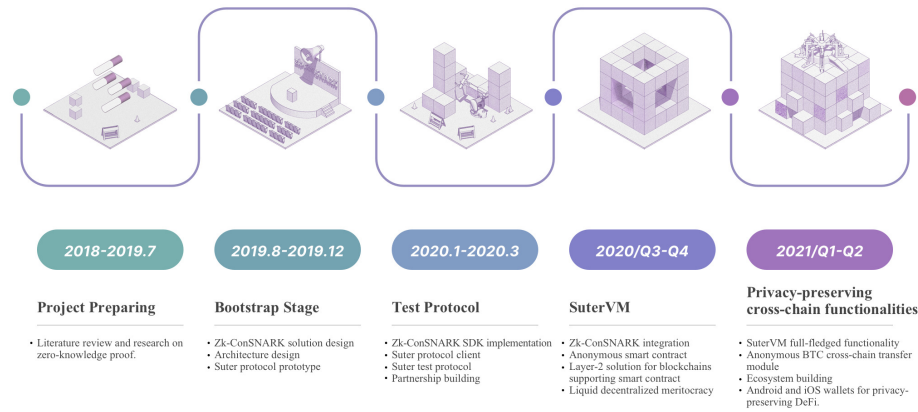 2018-2019.7
2019.8-2019.12
2020.1-2020.3
2020/Q3-Q4
2021/Q1-Q2
Project Preparing
• Literature review and research on
zero-knowledge proof.
Bootstrap Stage
• Zk-ConSNARK solution design
• Architecture design
• Suter protocol prototype
Test Protocol
• Zk-ConSNARK SDK implementation
• Suter protocol client
• Suter test protocol
• Partnership building
SuterVM
• Zk-ConSNARK integration
• Anonymous smart contract
• Layer-2 solution for blockchains
supporting smart contract
• Liquid decentralized meritocracy
Privacy-preserving
cross-chain functionalities
• SuterVM full-fledged functionality
• Anonymous BTC cross-chain transfer
module
• Ecosystem building
• Android and iOS wallets for privacy-
preserving DeFi.